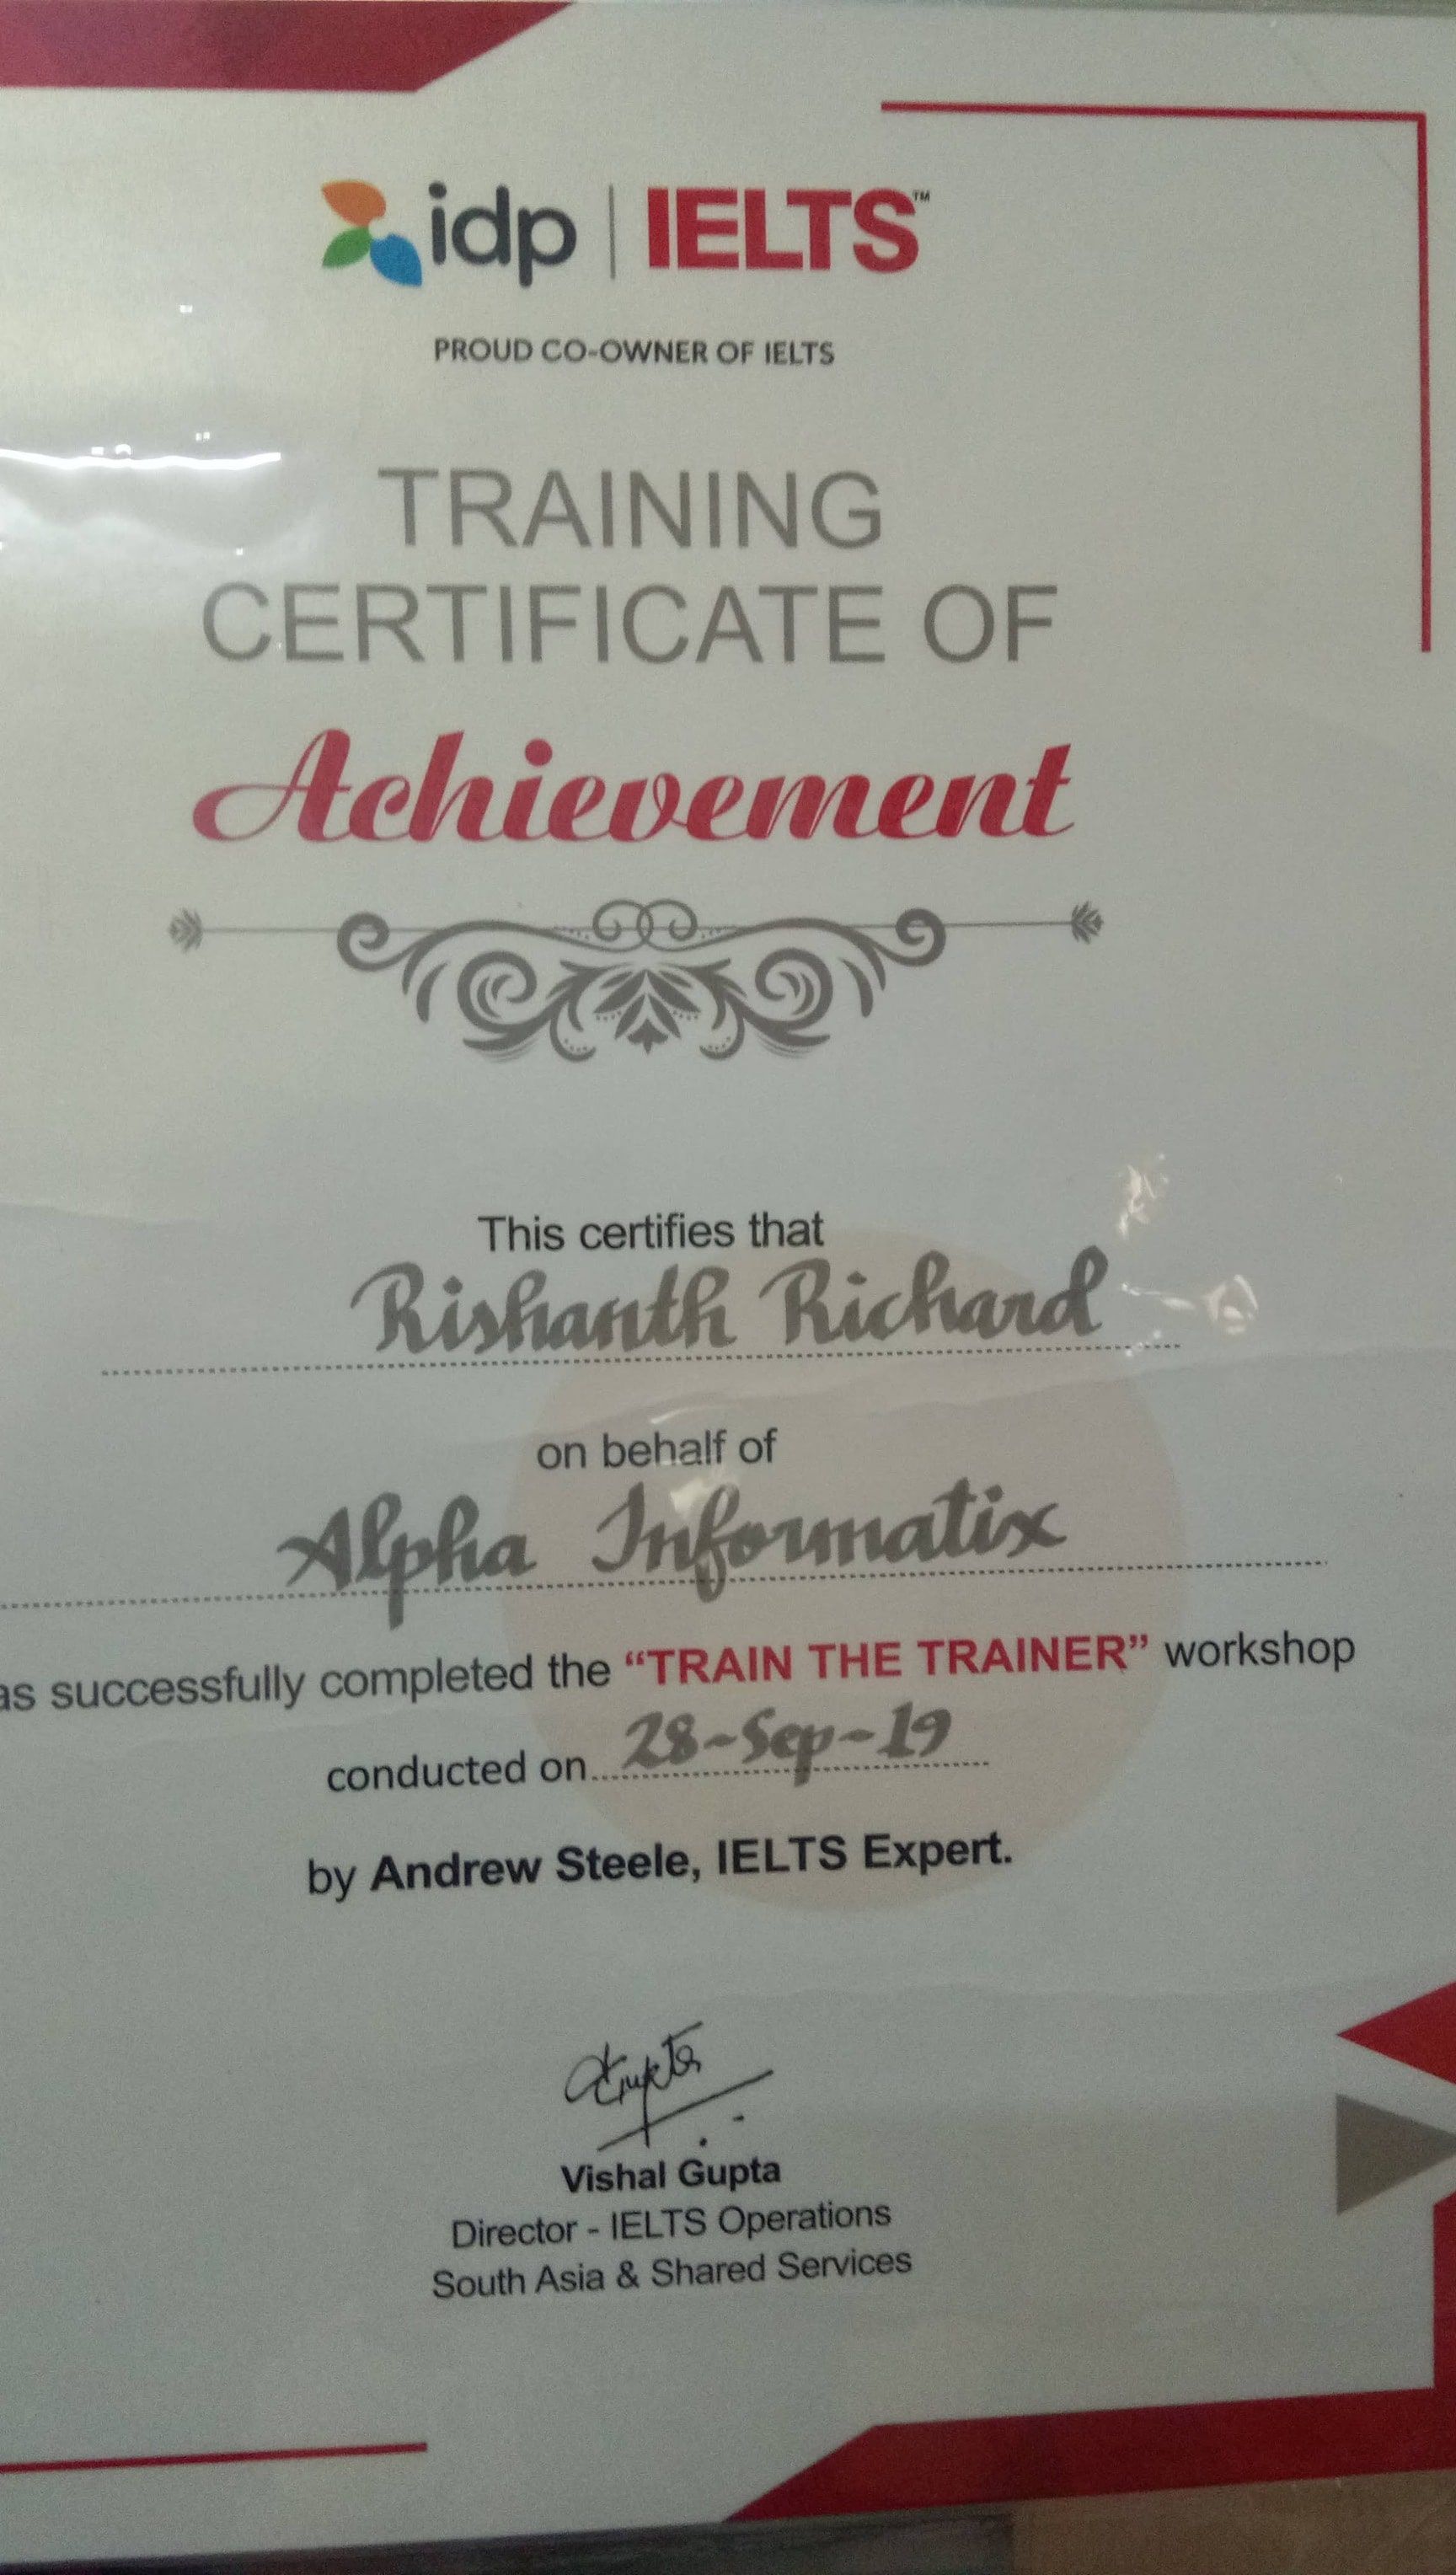 idp | IELTS™
PROUD CO-OWNER OF IELTS
TRAINING
CERTIFICATE OF
Achievement
This certifies that
Rishanth Richard
on behalf of
Alpha Informatix
as successfully completed the “TRAIN THE TRAINER” workshop
conducted on 28-Sep-19
by Andrew Steele, IELTS Expert.
Vishal Gupta
Director - IELTS Operations
South Asia & Shared Services